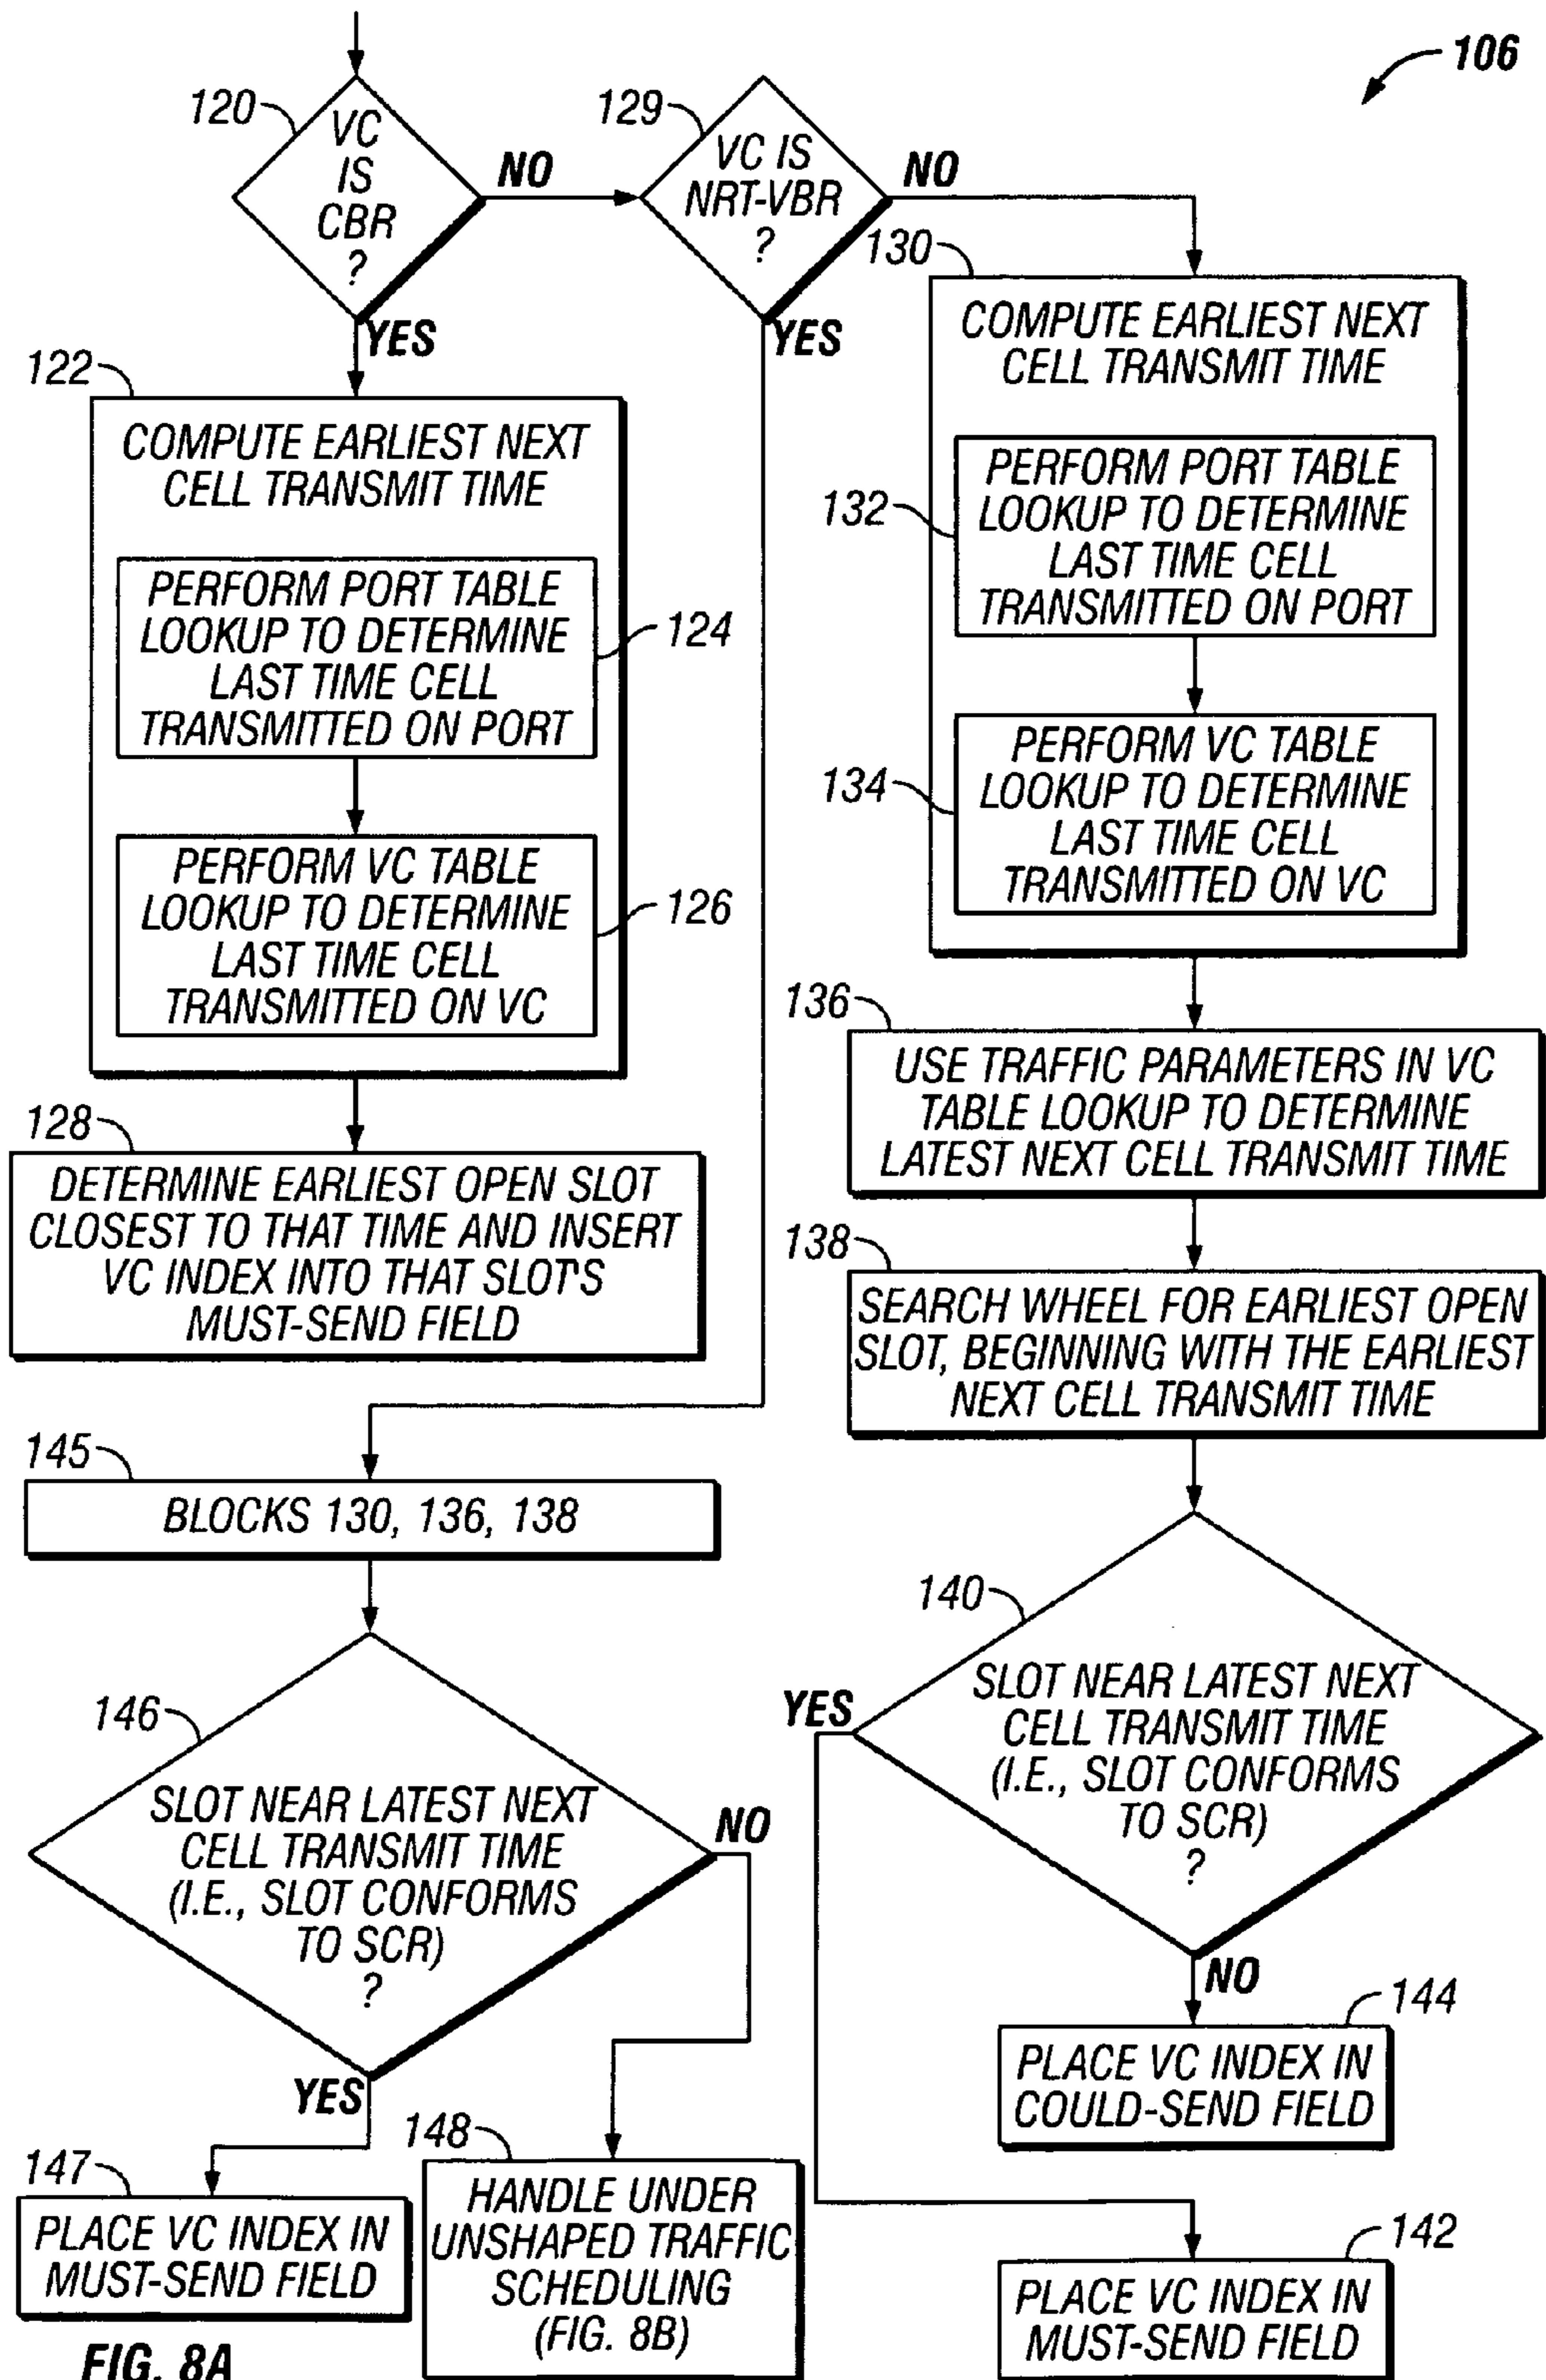 106
120
VC
IS
CBR
?
NO
YES
129
VC IS
NRT-VBR
?
NO
YES
122
COMPUTE EARLIEST NEXT
CELL TRANSMIT TIME
PERFORM PORT TABLE
LOOKUP TO DETERMINE
LAST TIME CELL
TRANSMITTED ON PORT
124
PERFORM VC TABLE
LOOKUP TO DETERMINE
LAST TIME CELL
TRANSMITTED ON VC
126
128
DETERMINE EARLIEST OPEN SLOT
CLOSEST TO THAT TIME AND INSERT
VC INDEX INTO THAT SLOT'S
MUST-SEND FIELD
130
COMPUTE EARLIEST NEXT
CELL TRANSMIT TIME
132
PERFORM PORT TABLE
LOOKUP TO DETERMINE
LAST TIME CELL
TRANSMITTED ON PORT
134
PERFORM VC TABLE
LOOKUP TO DETERMINE
LAST TIME CELL
TRANSMITTED ON VC
136
USE TRAFFIC PARAMETERS IN VC
TABLE LOOKUP TO DETERMINE
LATEST NEXT CELL TRANSMIT TIME
138
SEARCH WHEEL FOR EARLIEST OPEN
SLOT, BEGINNING WITH THE EARLIEST
NEXT CELL TRANSMIT TIME
140
SLOT NEAR LATEST NEXT
CELL TRANSMIT TIME
(I.E., SLOT CONFORMS
TO SCR)
?
YES
NO
144
PLACE VC INDEX IN
COULD-SEND FIELD
142
PLACE VC INDEX IN
MUST-SEND FIELD
145
BLOCKS 130, 136, 138
146
SLOT NEAR LATEST NEXT
CELL TRANSMIT TIME
(I.E., SLOT CONFORMS
TO SCR)
?
NO
YES
147
PLACE VC INDEX IN
MUST-SEND FIELD
148
HANDLE UNDER
UNSHAPED TRAFFIC
SCHEDULING
(FIG. 8B)
FIG. 8A